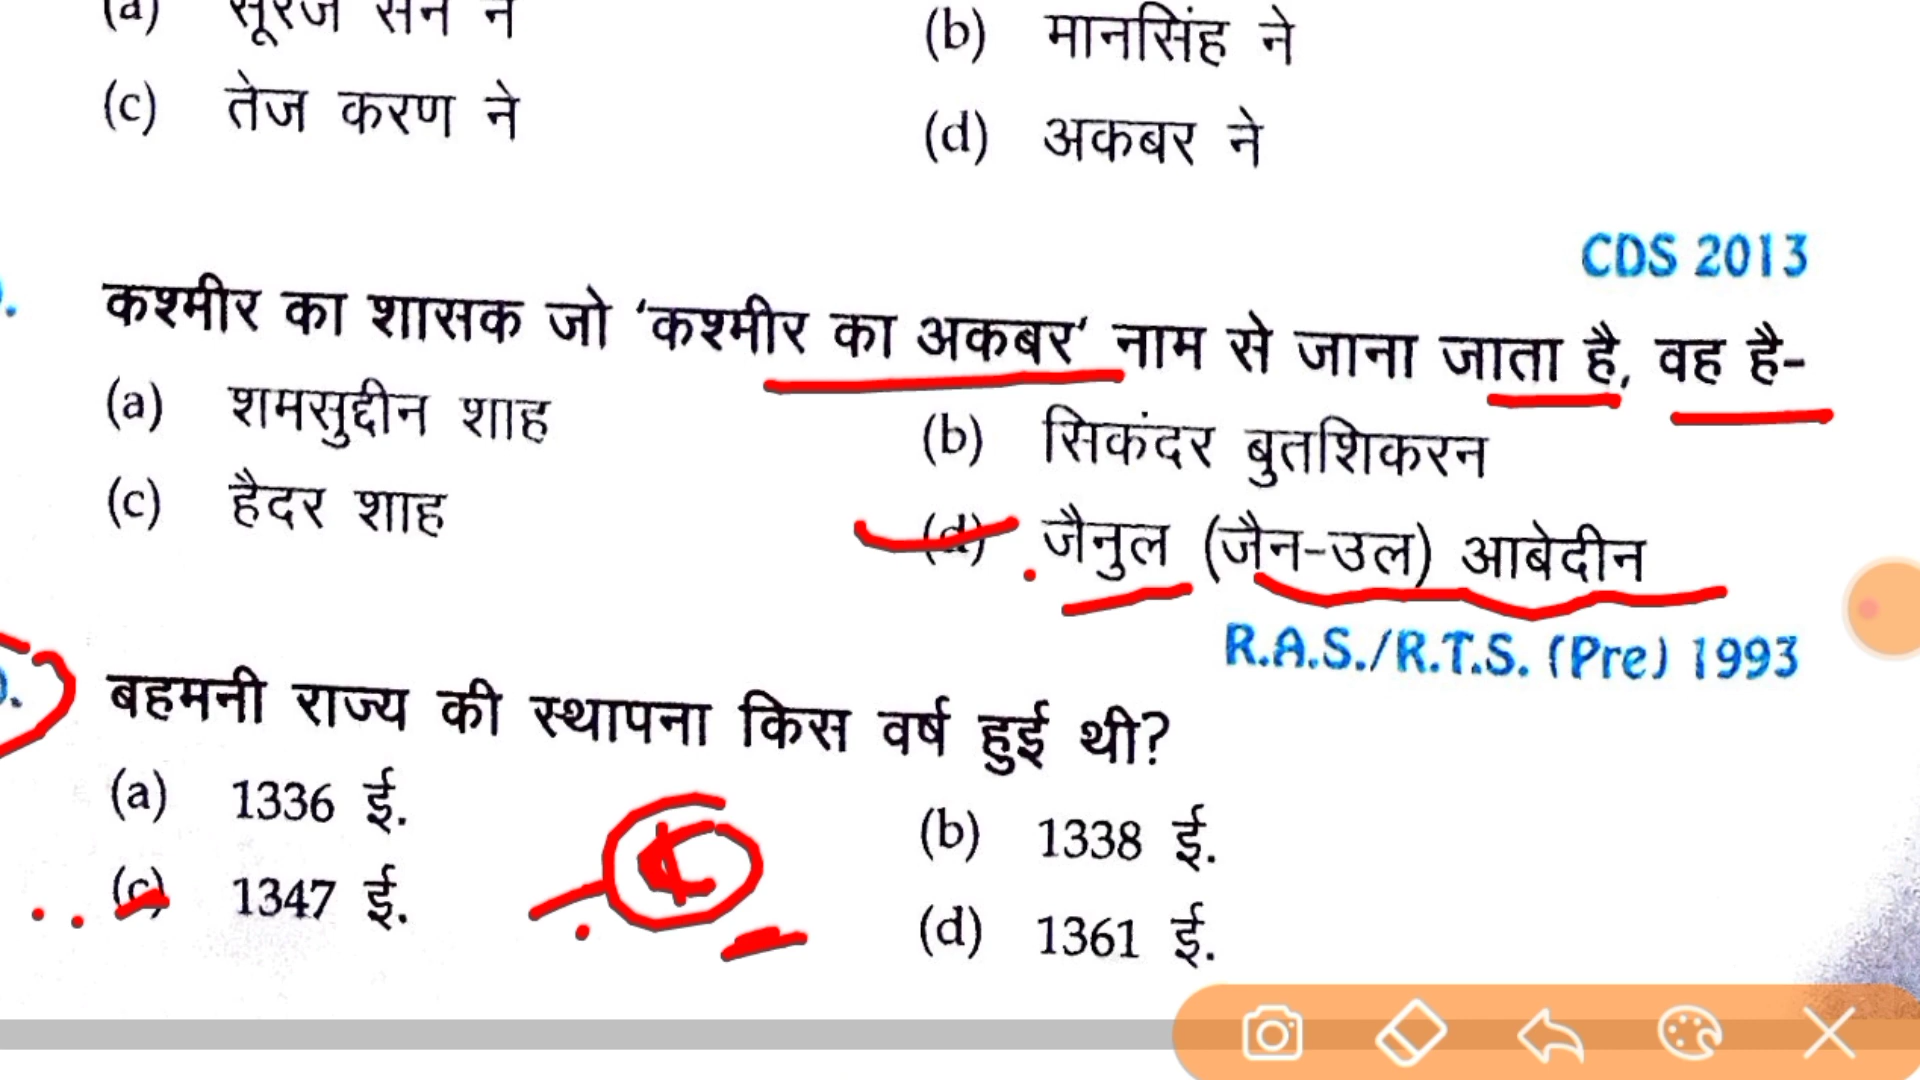 (a) सूरज सेन ने (b) मानसिंह ने
(c) तेज करण ने (d) अकबर ने
CDS 2013
कश्मीर का शासक जो ‘कश्मीर का अकबर‘ नाम से जाना जाता है, वह है-
(a) शमसुद्दीन शाह (b) सिकंदर बुतशिकरन
(c) हैदर शाह (d) जैनुल (जैन-उल) आबेदीन
R.A.S./R.T.S. (Pre) 1993
बहमनी राज्य की स्थापना किस वर्ष हुई थी?
(a) 1336 ई. (b) 1338 ई.
(c) 1347 ई. (d) 1361 ई.